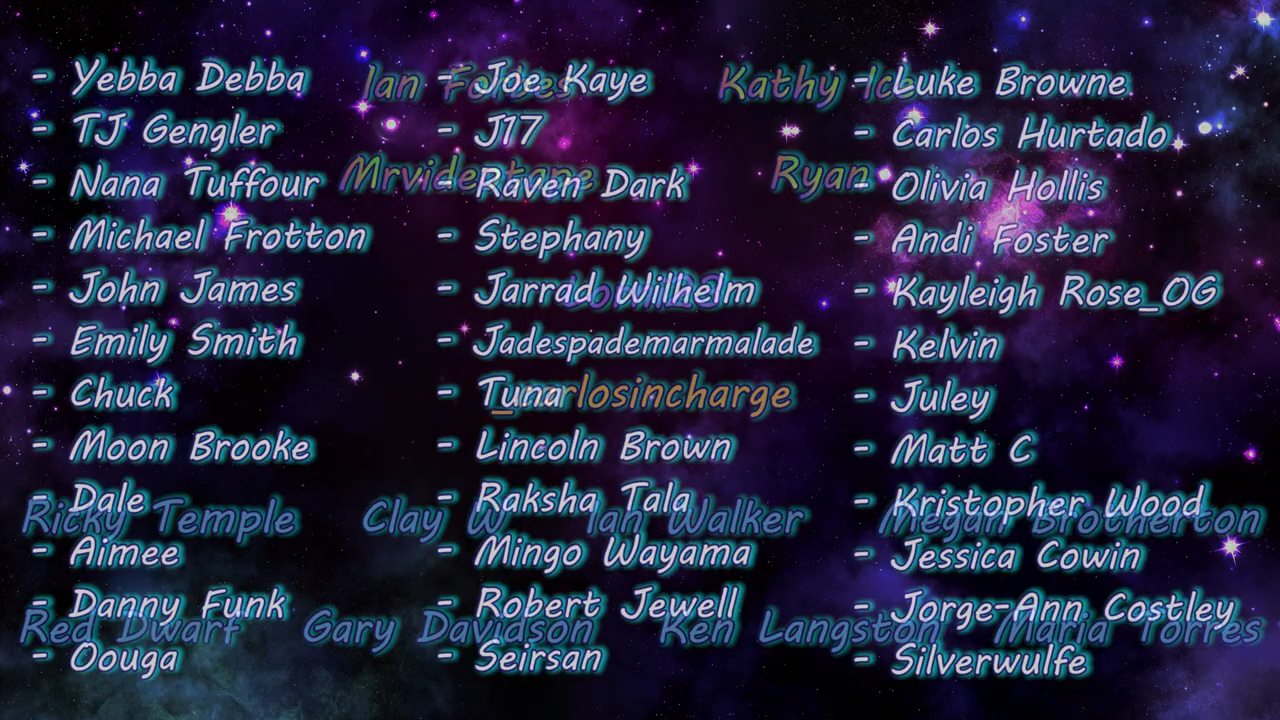 - Yebba Debba
- TJ Gengler
- Nana Tuffour
- Michael Frotton
- John James
- Emily Smith
- Chuck
- Moon Brooke
- Dale
- Aimee
- Danny Funk
- Oouga
- Joe Kaye
- J17
- Raven Dark
- Stephany
- Jarrad Wilhelm
- Jadespademarmalade
- Tuna
- Lincoln Brown
- Raksha Tala
- Mingo Wayama
- Robert Jewell
- Seirsan
- Luke Browne
- Carlos Hurtado
- Olivia Hollis
- Andi Foster
- Kayleigh Rose_OG
- Kelvin
- Juley
- Matt C
- Kristopher Wood
- Jessica Cowin
- Jorge-Ann Costley
- Silverwulfe
Ian
Kathy
Ryan
Ricky Temple
Clay W
Ian Walker
Megan Brotherton
Red Dwarf
Gary Davidson
Ken Langston
Maria Torres